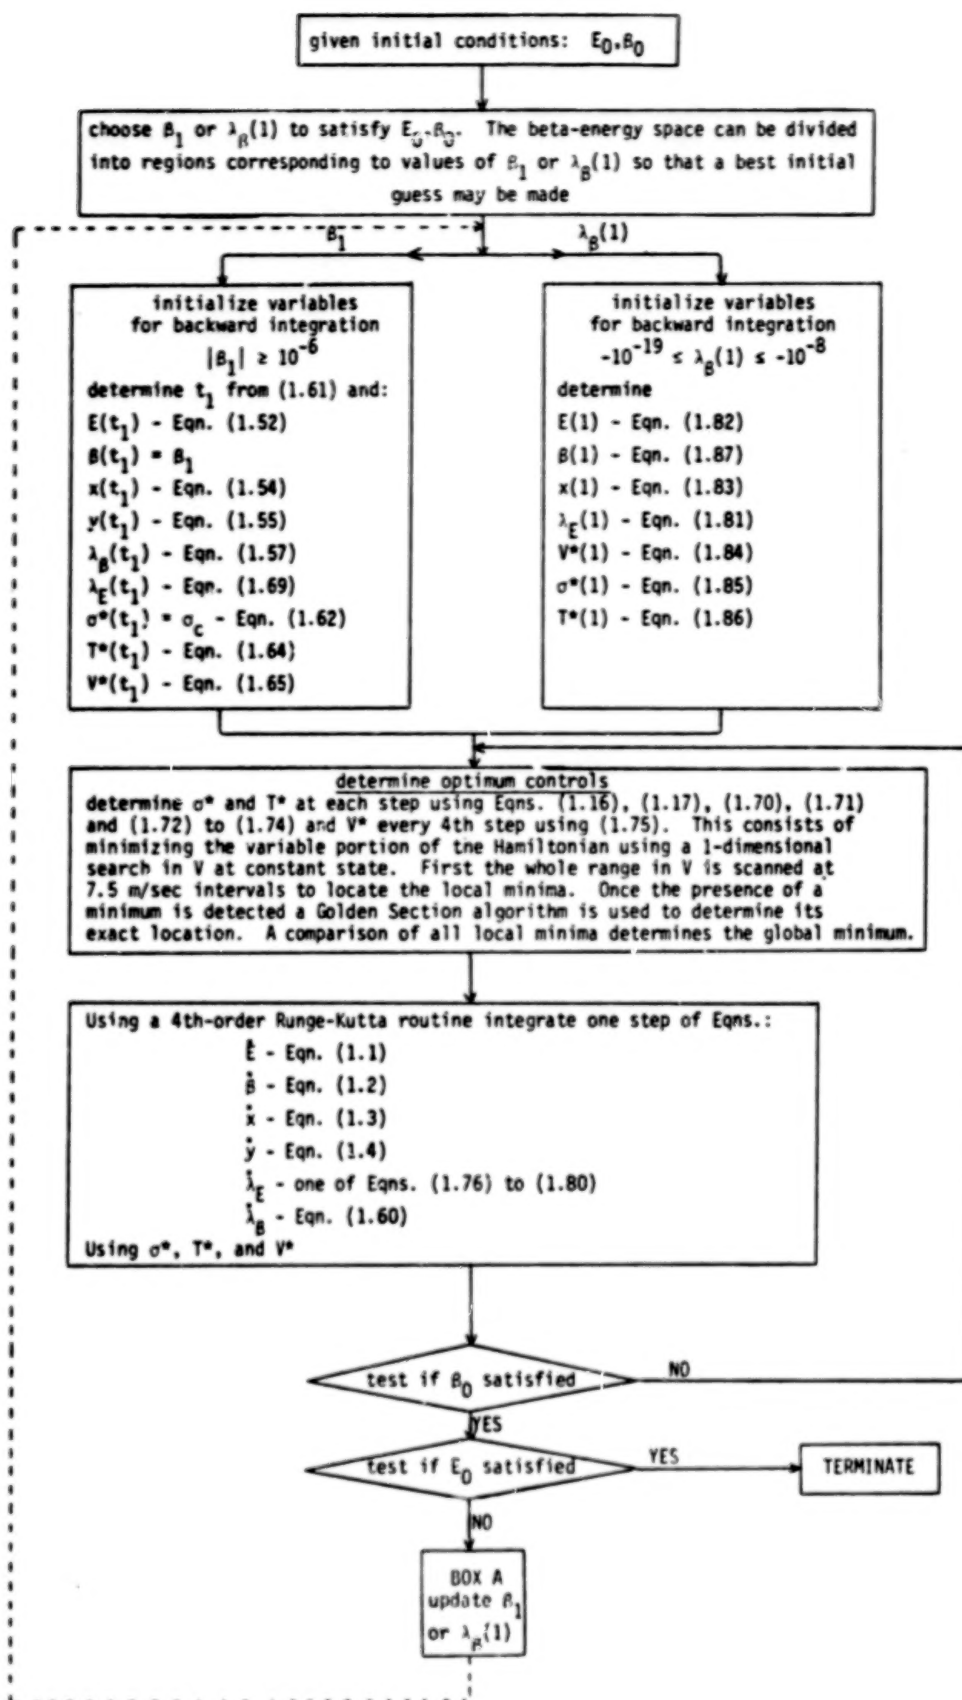 given initial conditions: E₀,β₀
choose β₁ or λ_β(1) to satisfy E₀,β₀. The beta-energy space can be divided
into regions corresponding to values of β₁ or λ_β(1) so that a best initial
guess may be made
β₁
λ_β(1)
initialize variables
for backward integration
|β₁| ≥ 10⁻⁶
determine t₁ from (1.61) and:
E(t₁) - Eqn. (1.52)
β(t₁) = β₁
x(t₁) - Eqn. (1.54)
y(t₁) - Eqn. (1.55)
λ_β(t₁) - Eqn. (1.57)
λ_E(t₁) - Eqn. (1.69)
σ*(t₁) = σ_c - Eqn. (1.62)
T*(t₁) - Eqn. (1.64)
V*(t₁) - Eqn. (1.65)
initialize variables
for backward integration
-10⁻¹⁹ ≤ λ_β(1) ≤ -10⁻⁸
determine
E(1) - Eqn. (1.82)
β(1) - Eqn. (1.87)
x(1) - Eqn. (1.83)
λ_E(1) - Eqn. (1.81)
V*(1) - Eqn. (1.84)
σ*(1) - Eqn. (1.85)
T*(1) - Eqn. (1.86)
determine optimum controls
determine σ* and T* at each step using Eqns. (1.16), (1.17), (1.70), (1.71)
and (1.72) to (1.74) and V* every 4th step using (1.75). This consists of
minimizing the variable portion of the Hamiltonian using a 1-dimensional
search in V at constant state. First the whole range in V is scanned at
7.5 m/sec intervals to locate the local minima. Once the presence of a
minimum is detected a Golden Section algorithm is used to determine its
exact location. A comparison of all local minima determines the global minimum.
Using a 4th-order Runge-Kutta routine integrate one step of Eqns.:
Ė - Eqn. (1.1)
β̇ - Eqn. (1.2)
ẋ - Eqn. (1.3)
ẏ - Eqn. (1.4)
λ̇_E - one of Eqns. (1.76) to (1.80)
λ̇_β - Eqn. (1.60)
Using σ*, T*, and V*
test if β₀ satisfied
NO
YES
test if E₀ satisfied
YES
TERMINATE
NO
BOX A
update β₁
or λ_β(1)